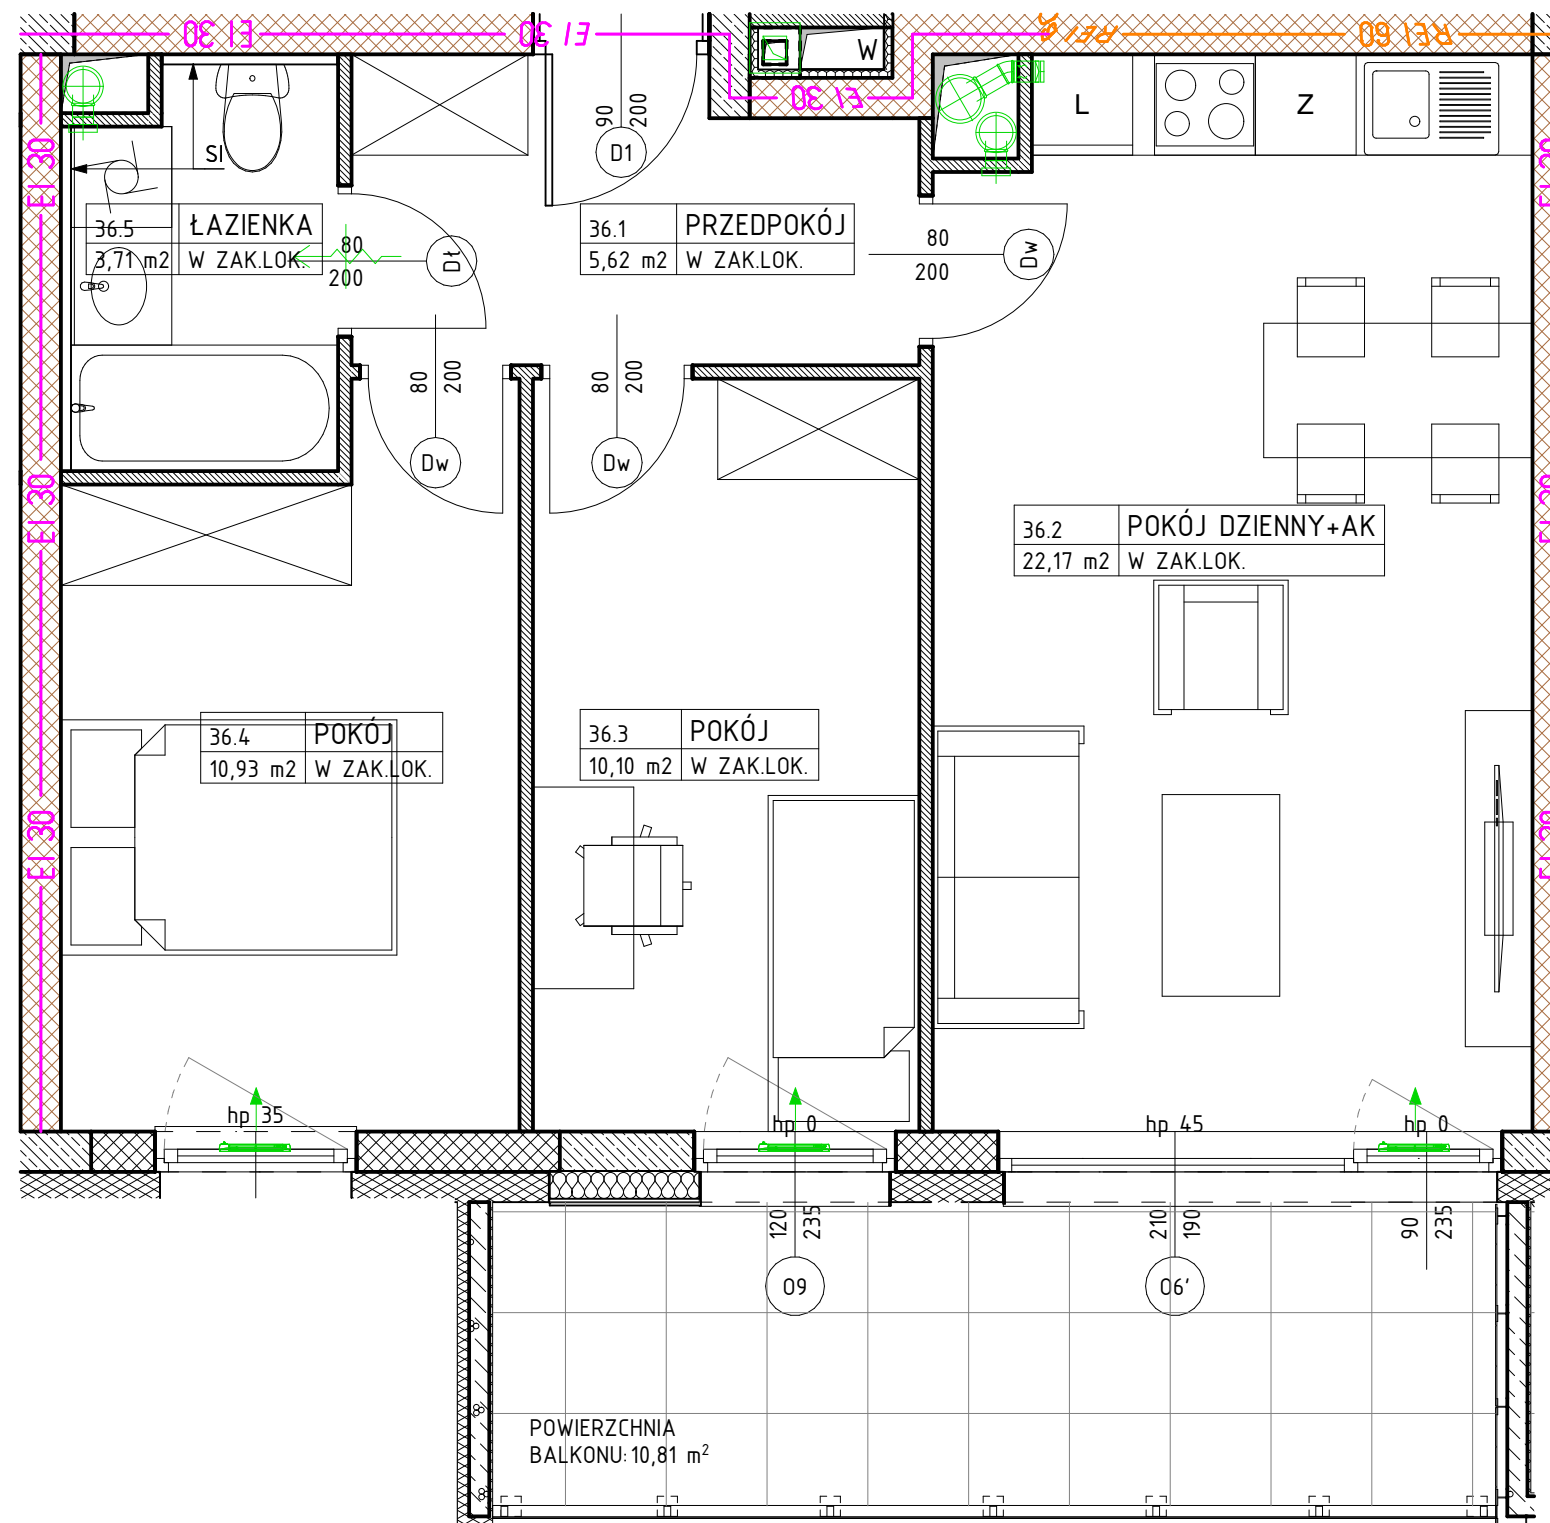 EI 30
EI 30
REI 60
W
EI 30
90
200
D1
L
Z
SI
EI 30
36.5 ŁAZIENKA
3,71 m2 W ZAK.LOK.
80
200
Dł
36.1 PRZEDPOKÓJ
5,62 m2 W ZAK.LOK.
80
200
Dw
80
200
Dw
80
200
Dw
EI 30
36.2 POKÓJ DZIENNY+AK
22,17 m2 W ZAK.LOK.
36.4 POKÓJ
10,93 m2 W ZAK.LOK.
36.3 POKÓJ
10,10 m2 W ZAK.LOK.
EI 30
hp 35
hp 0
hp 45
hp 0
120
235
210
190
90
235
O9
O6'
POWIERZCHNIA
BALKONU: 10,81 m²